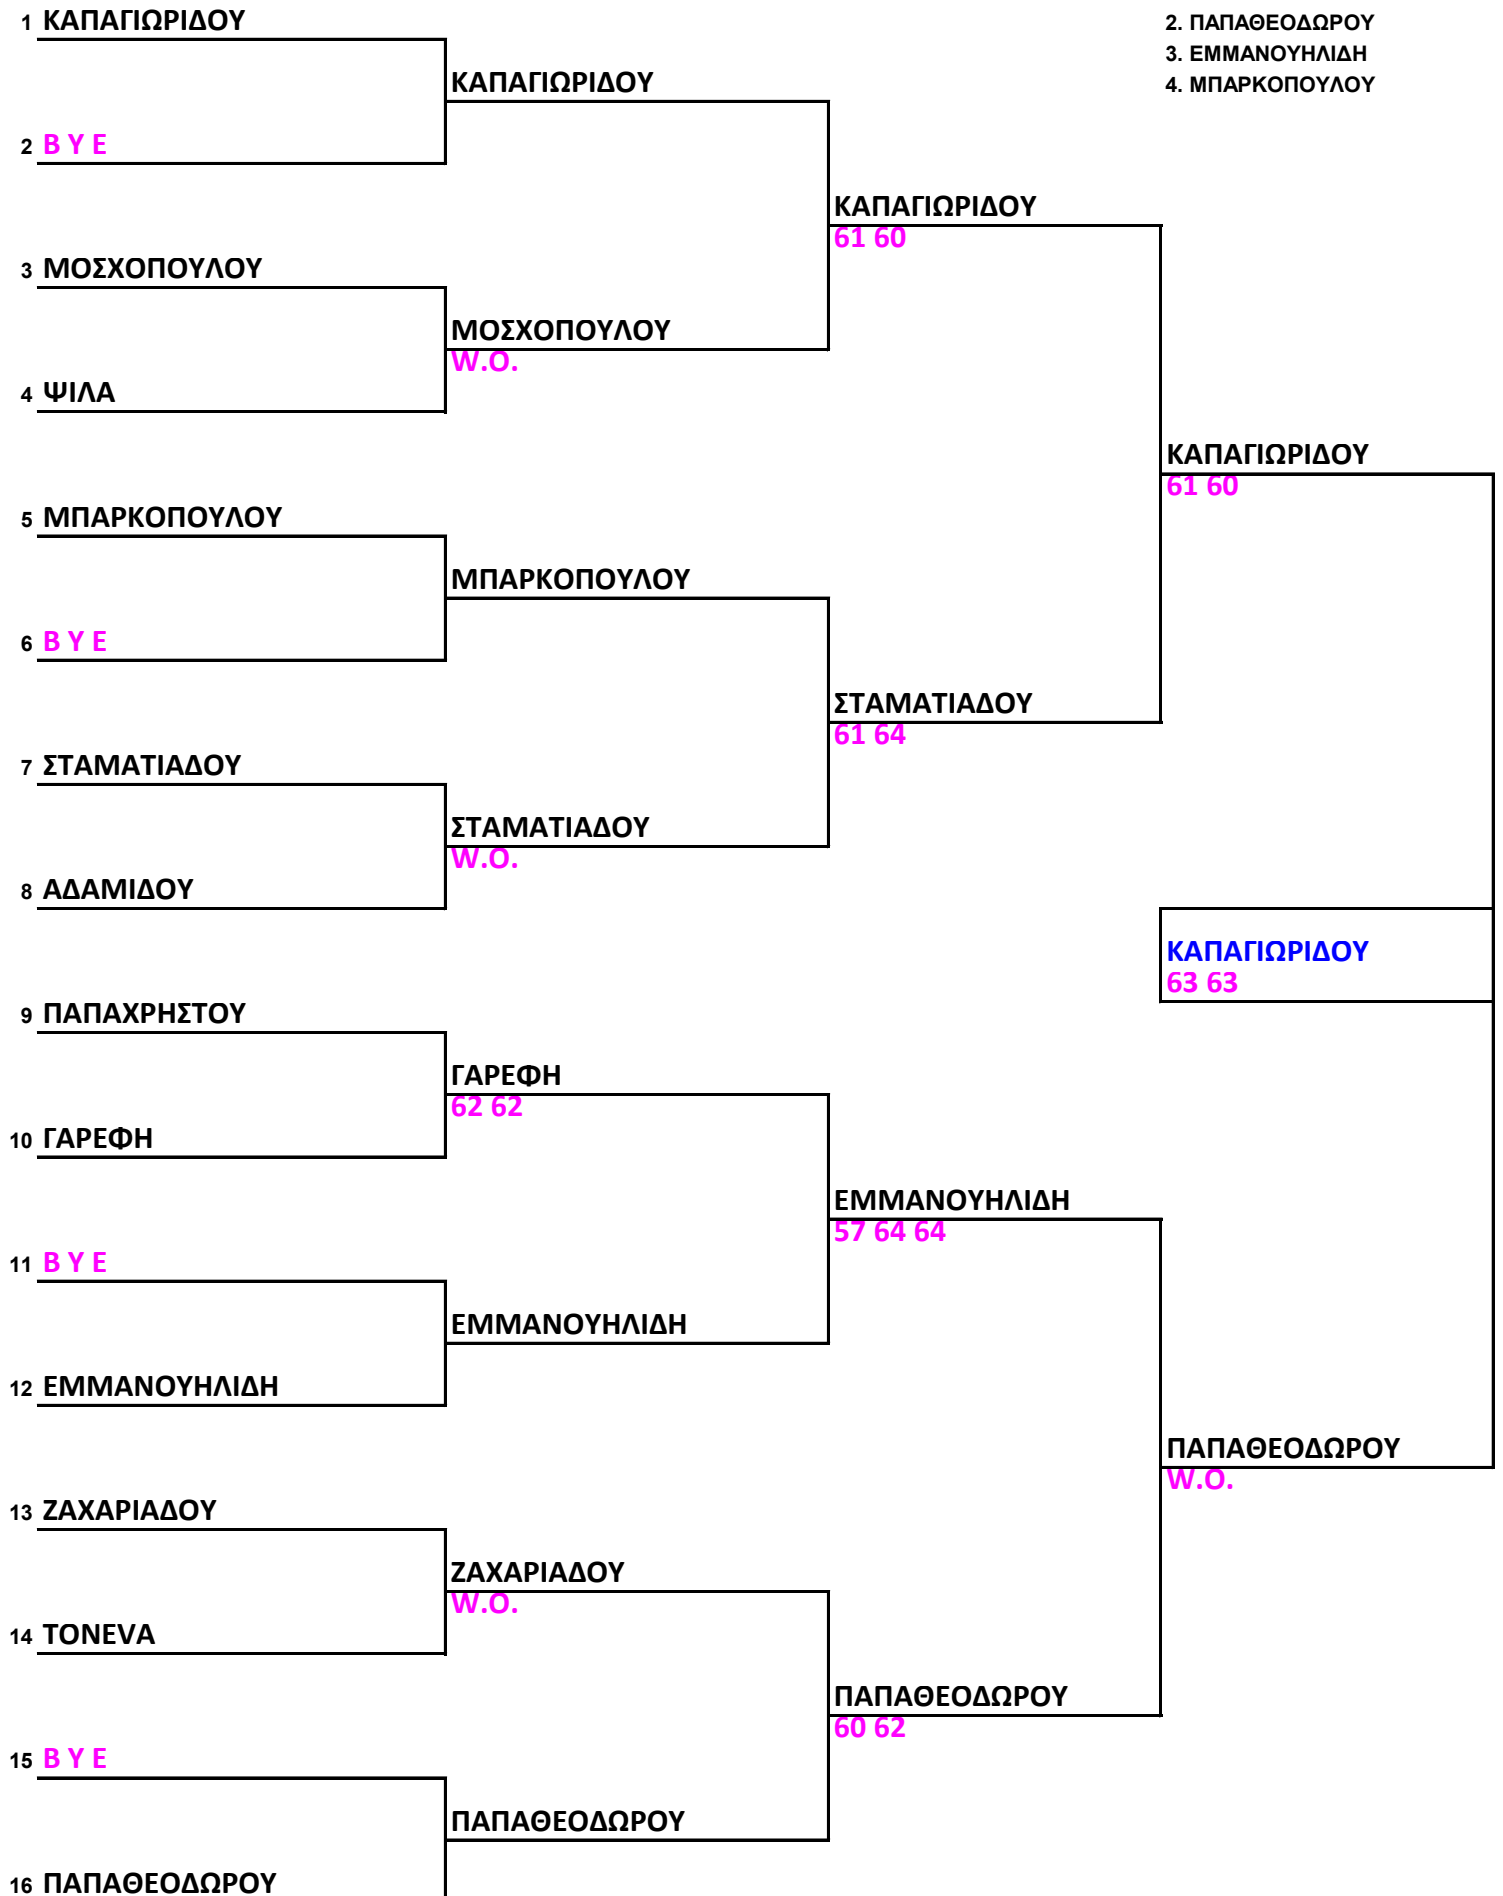 1 ΚΑΠΑΓΙΩΡΙΔΟΥ
2. ΠΑΠΑΘΕΟΔΩΡΟΥ
3. ΕΜΜΑΝΟΥΗΛΙΔΗ
ΚΑΠΑΓΙΩΡΙΔΟΥ
4. ΜΠΑΡΚΟΠΟΥΛΟΥ
2 B Y E
ΚΑΠΑΓΙΩΡΙΔΟΥ
61 60
3 ΜΟΣΧΟΠΟΥΛΟΥ
ΜΟΣΧΟΠΟΥΛΟΥ
W.O.
4 ΨΙΛΑ
ΚΑΠΑΓΙΩΡΙΔΟΥ
61 60
5 ΜΠΑΡΚΟΠΟΥΛΟΥ
ΜΠΑΡΚΟΠΟΥΛΟΥ
6 B Y E
ΣΤΑΜΑΤΙΑΔΟΥ
61 64
7 ΣΤΑΜΑΤΙΑΔΟΥ
ΣΤΑΜΑΤΙΑΔΟΥ
W.O.
8 ΑΔΑΜΙΔΟΥ
ΚΑΠΑΓΙΩΡΙΔΟΥ
63 63
9 ΠΑΠΑΧΡΗΣΤΟΥ
ΓΑΡΕΦΗ
62 62
10 ΓΑΡΕΦΗ
ΕΜΜΑΝΟΥΗΛΙΔΗ
57 64 64
11 B Y E
ΕΜΜΑΝΟΥΗΛΙΔΗ
12 ΕΜΜΑΝΟΥΗΛΙΔΗ
ΠΑΠΑΘΕΟΔΩΡΟΥ
W.O.
13 ΖΑΧΑΡΙΑΔΟΥ
ΖΑΧΑΡΙΑΔΟΥ
W.O.
14 TONEVA
ΠΑΠΑΘΕΟΔΩΡΟΥ
60 62
15 B Y E
ΠΑΠΑΘΕΟΔΩΡΟΥ
16 ΠΑΠΑΘΕΟΔΩΡΟΥ